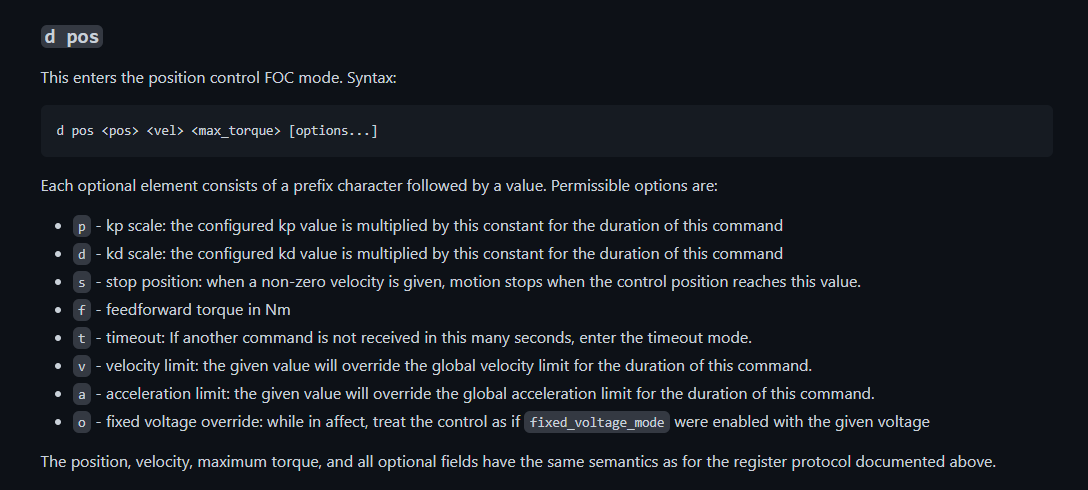 d pos
This enters the position control FOC mode. Syntax:
d pos <pos> <vel> <max_torque> [options...]
Each optional element consists of a prefix character followed by a value. Permissible options are:
• p - kp scale: the configured kp value is multiplied by this constant for the duration of this command
• d - kd scale: the configured kd value is multiplied by this constant for the duration of this command
• s - stop position: when a non-zero velocity is given, motion stops when the control position reaches this value.
• f - feedforward torque in Nm
• t - timeout: If another command is not received in this many seconds, enter the timeout mode.
• v - velocity limit: the given value will override the global velocity limit for the duration of this command.
• a - acceleration limit: the given value will override the global acceleration limit for the duration of this command.
• o - fixed voltage override: while in affect, treat the control as if fixed_voltage_mode were enabled with the given voltage
The position, velocity, maximum torque, and all optional fields have the same semantics as for the register protocol documented above.